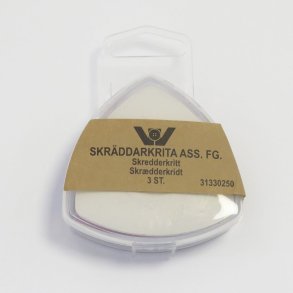 SKRÄDDARKRITA ASS. FG.
Skredderkritt
Skrædderkridt
3 ST.
31330250